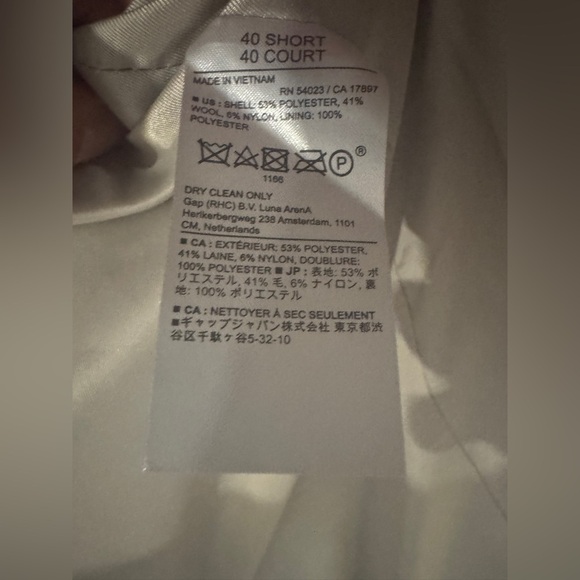 40 SHORT
40 COURT
MADE IN VIETNAM
RN 54023 / CA 17897
■ US : SHELL: 53% POLYESTER, 41%
WOOL, 6% NYLON, LINING: 100%
POLYESTER
P ®
1166
DRY CLEAN ONLY
Gap (RHC) B.V. Luna ArenA
Herikerbergweg 238 Amsterdam, 1101
CM, Netherlands
■ CA : EXTÉRIEUR: 53% POLYESTER,
41% LAINE, 6% NYLON, DOUBLURE:
100% POLYESTER ■ JP : 表地: 53% ポ
リエステル, 41% 毛, 6% ナイロン, 裏
地: 100% ポリエステル
■ CA : NETTOYER À SEC SEULEMENT
■ギャップジャパン株式会社 東京都渋
谷区千駄ヶ谷5-32-10